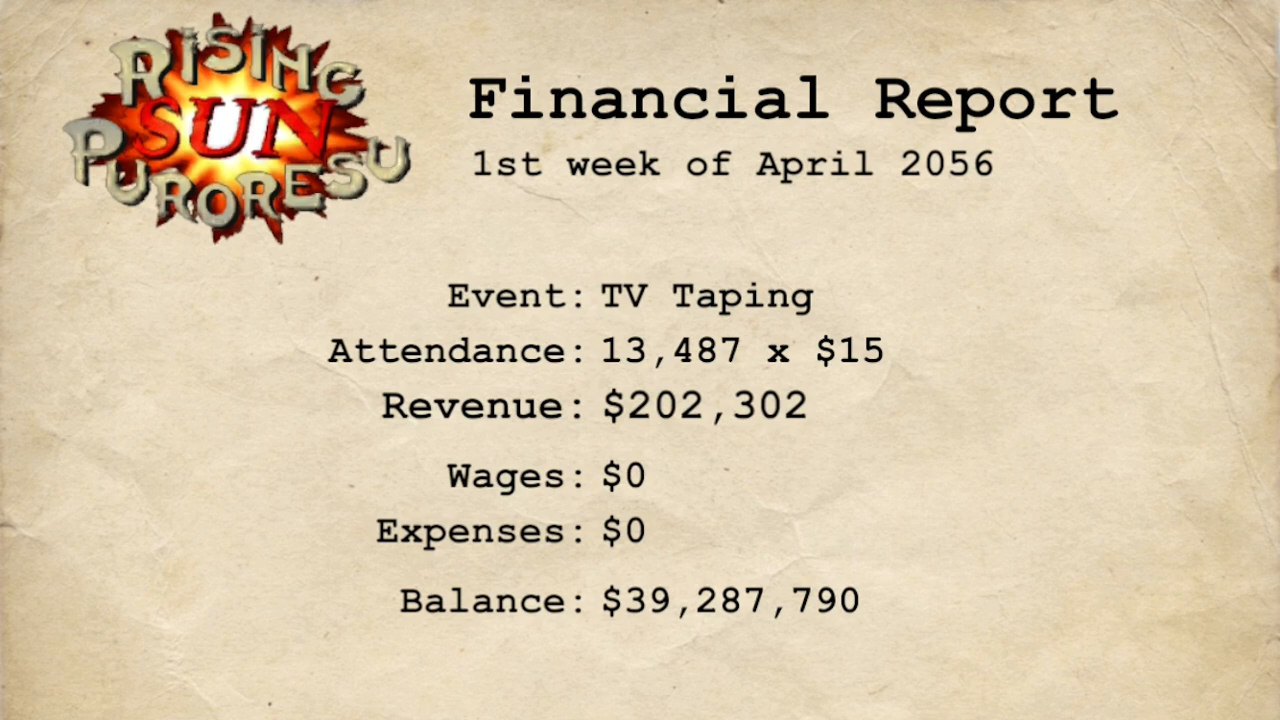 RISING
SUN
PURORESU
Financial Report
1st week of April 2056
Event: TV Taping
Attendance: 13,487 x $15
Revenue: $202,302
Wages: $0
Expenses: $0
Balance: $39,287,790